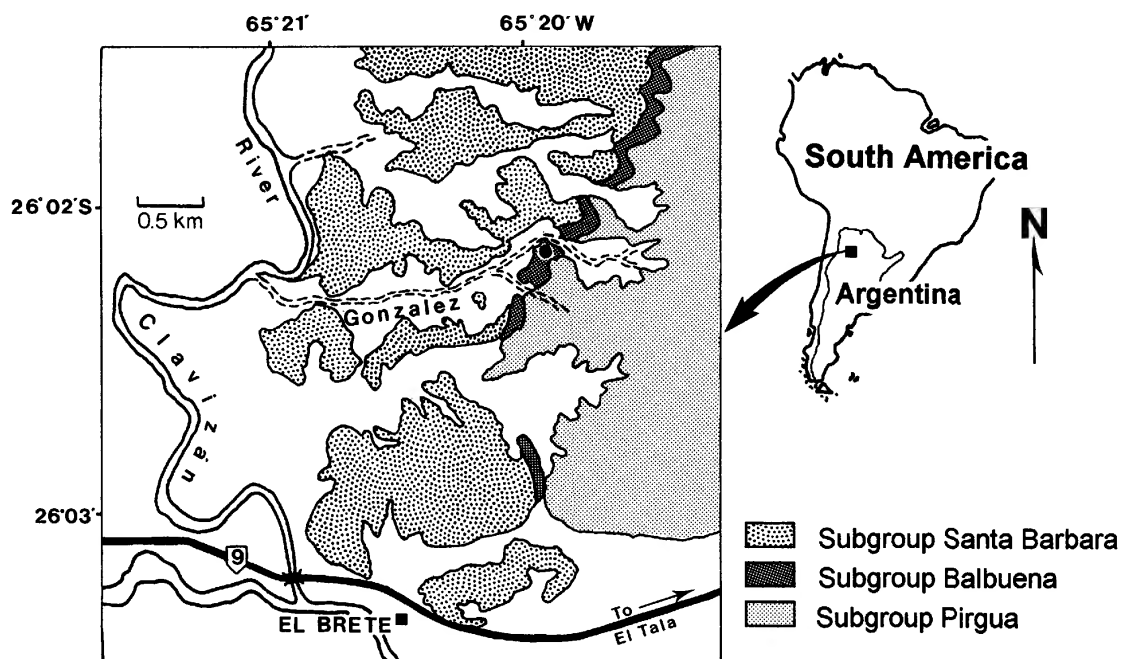 65°21'
65°20' W
26°02'S
26°03'
0.5 km
River
Clavizán
Gonzalez
9
EL BRETE
To
El Tala
South America
Argentina
N
Subgroup Santa Barbara
Subgroup Balbuena
Subgroup Pirgua